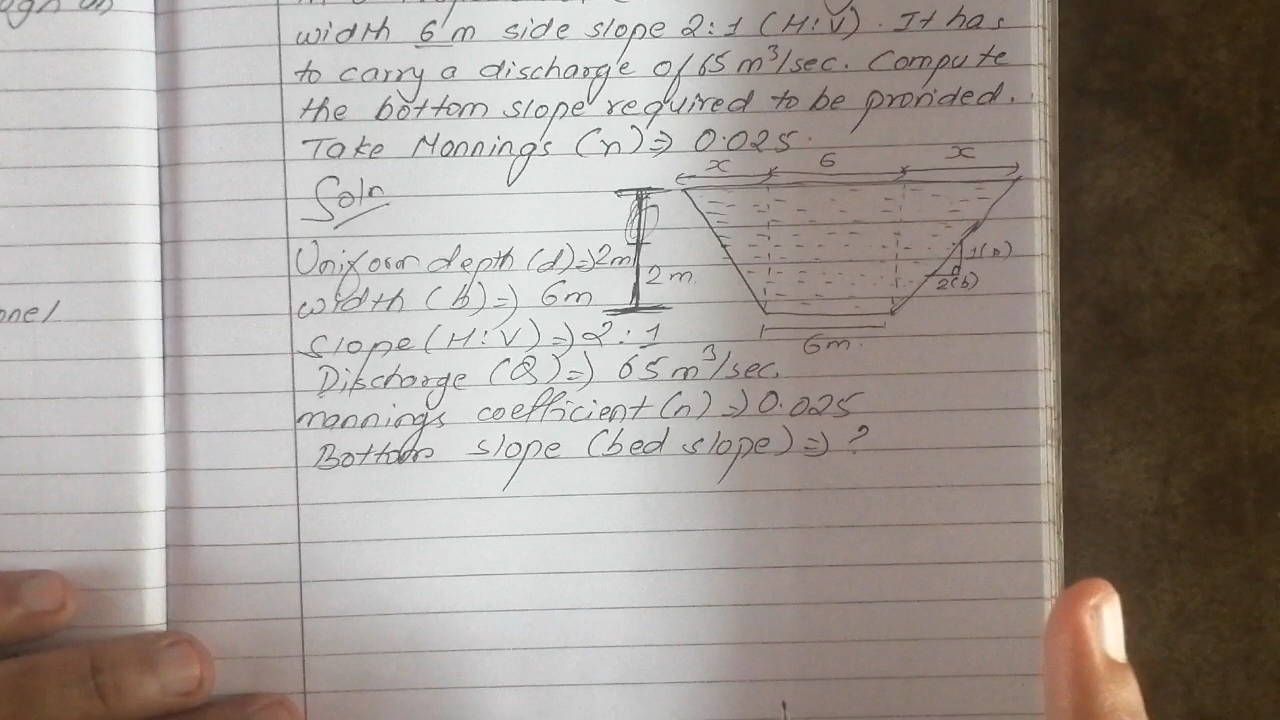 width 6 m side slope 2:1 (H:V). It has
to carry a discharge of 65 m³/sec. Compute
the bottom slope required to be provided.
Take Mannings (n) => 0.025.
x 6 x
Soln
Uniform depth (d) => 2m
2 m
1(n)
2(b)
width (b) => 6m
6m.
Slope (H:V) => 2:1
Discharge (Q) => 65 m³/sec.
mannings coefficient (n) => 0.025
Bottom slope (bed slope) => ?